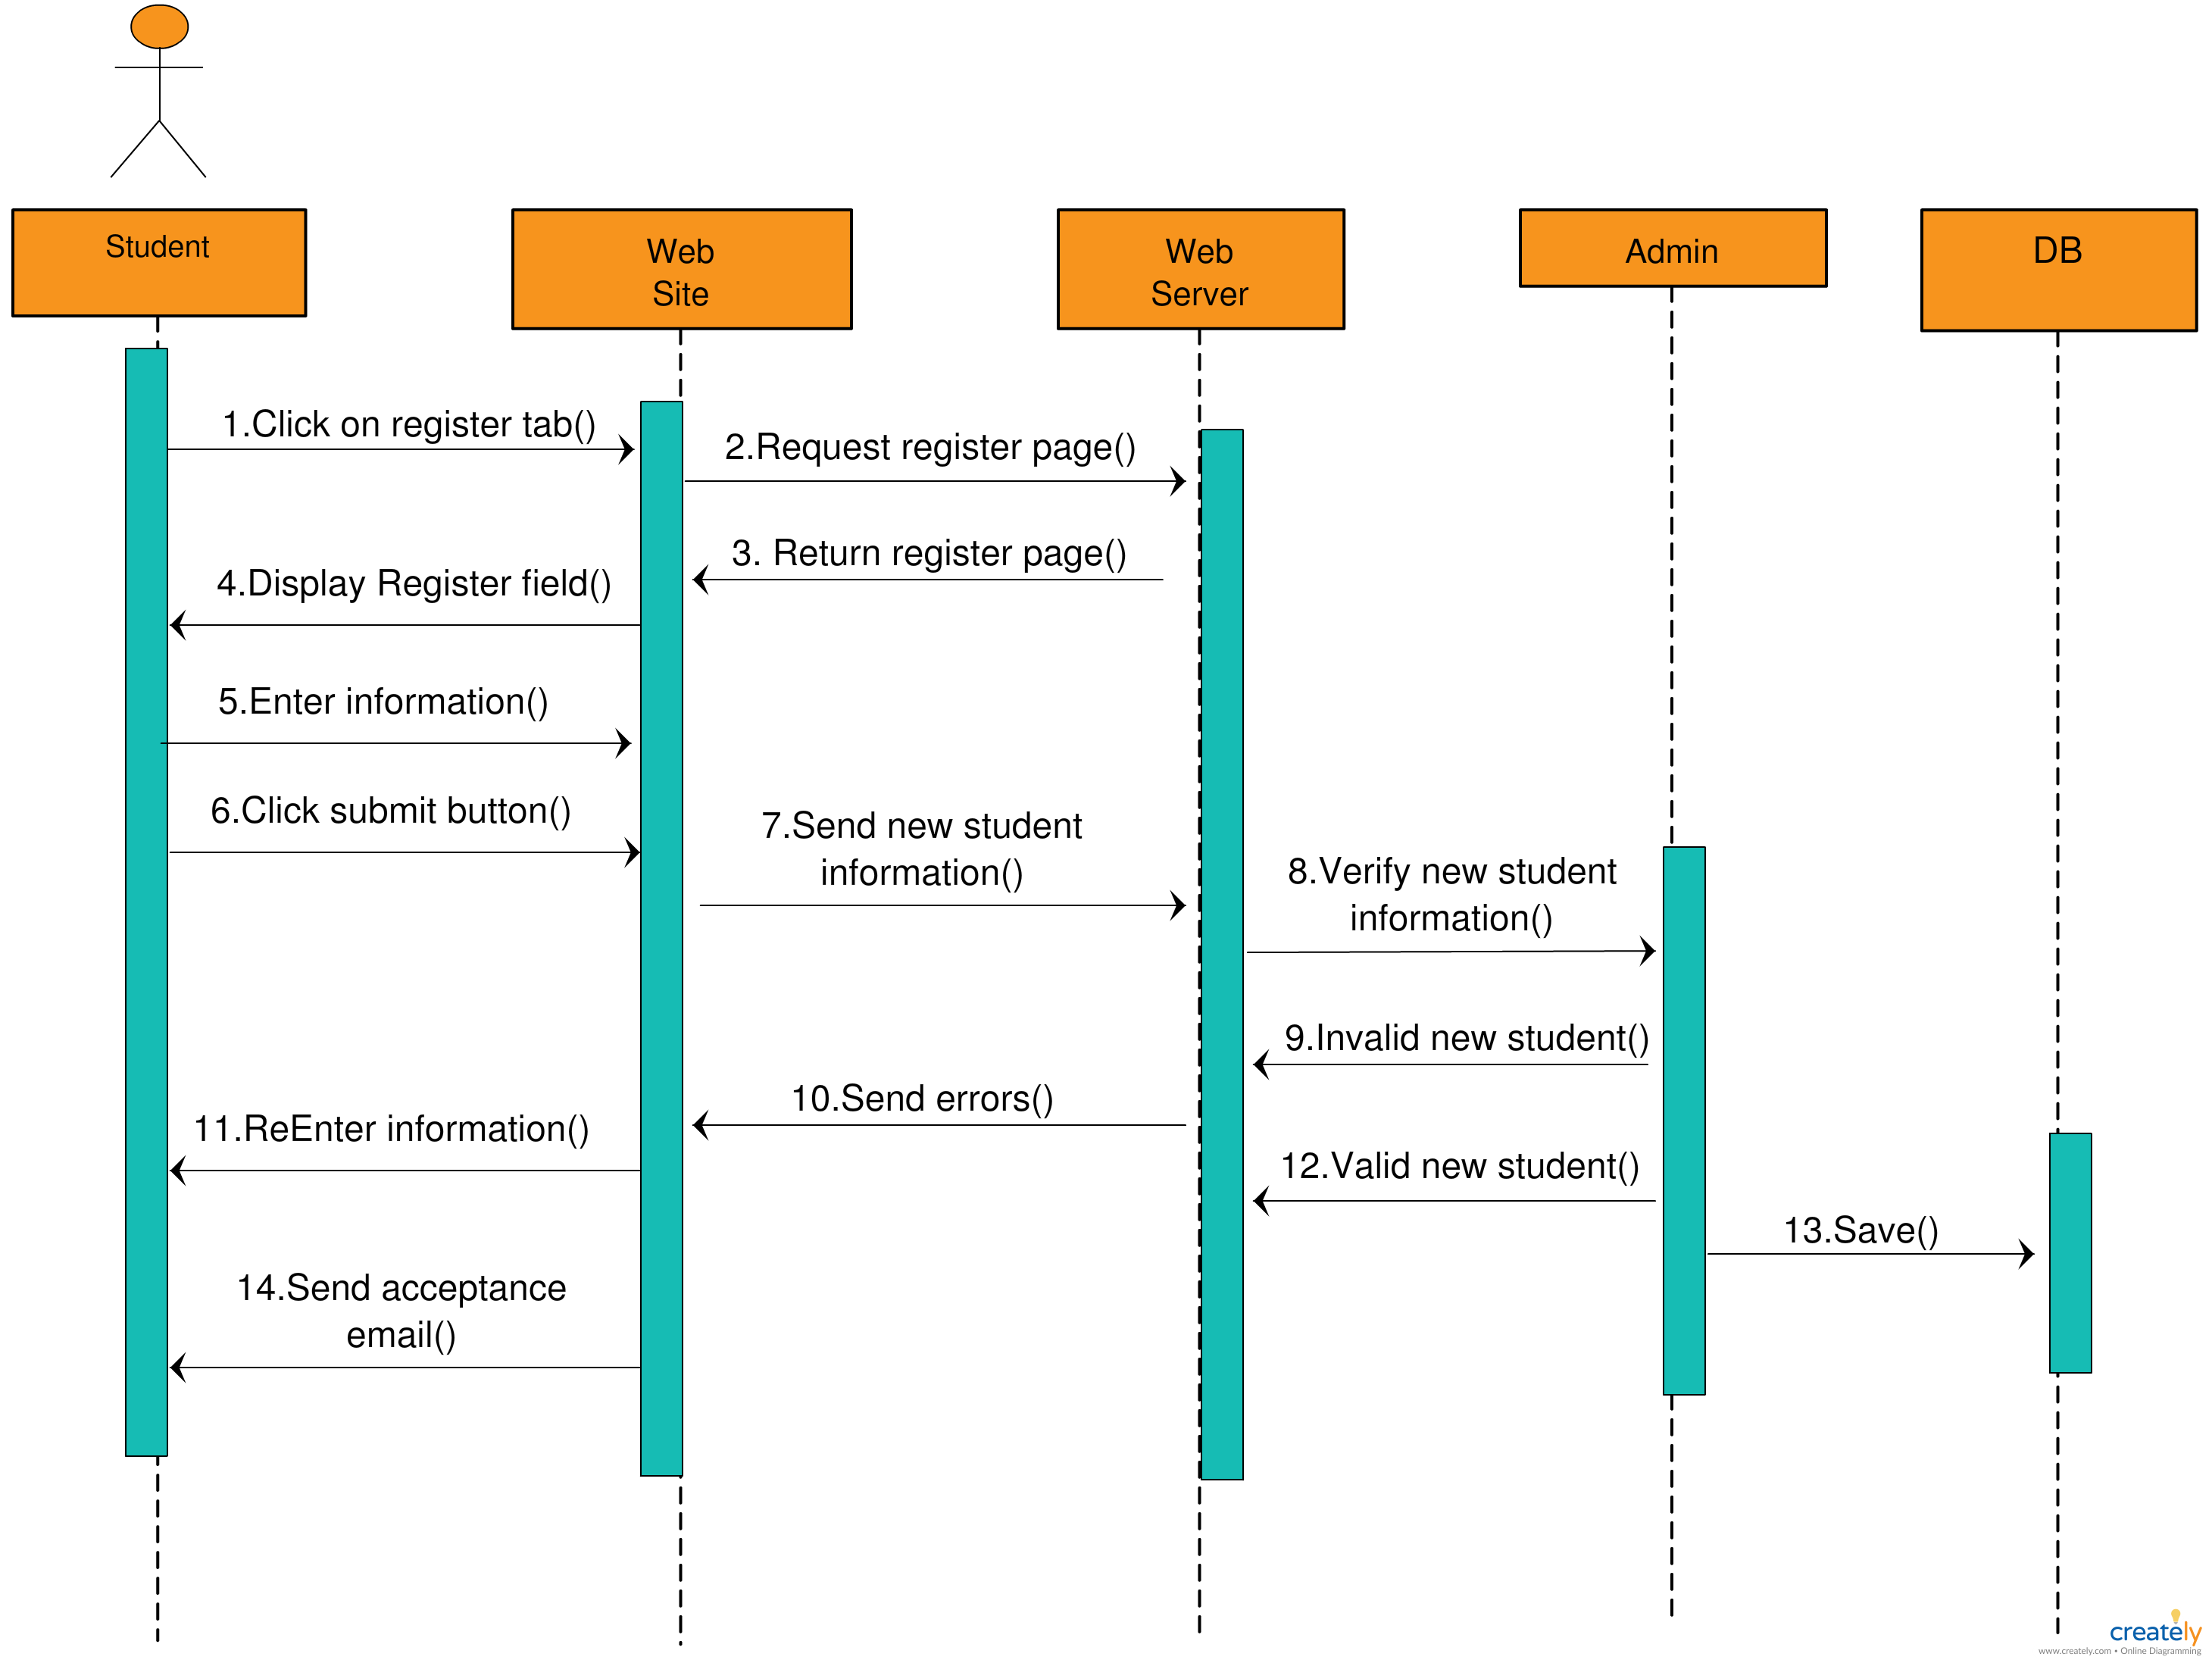 Student
Web
Site
Web
Server
Admin
DB
1.Click on register tab()
2.Request register page()
3. Return register page()
4.Display Register field()
5.Enter information()
6.Click submit button()
7.Send new student
information()
8.Verify new student
information()
9.Invalid new student()
10.Send errors()
11.ReEnter information()
12.Valid new student()
13.Save()
14.Send acceptance
email()
creately
www.creately.com • Online Diagramming